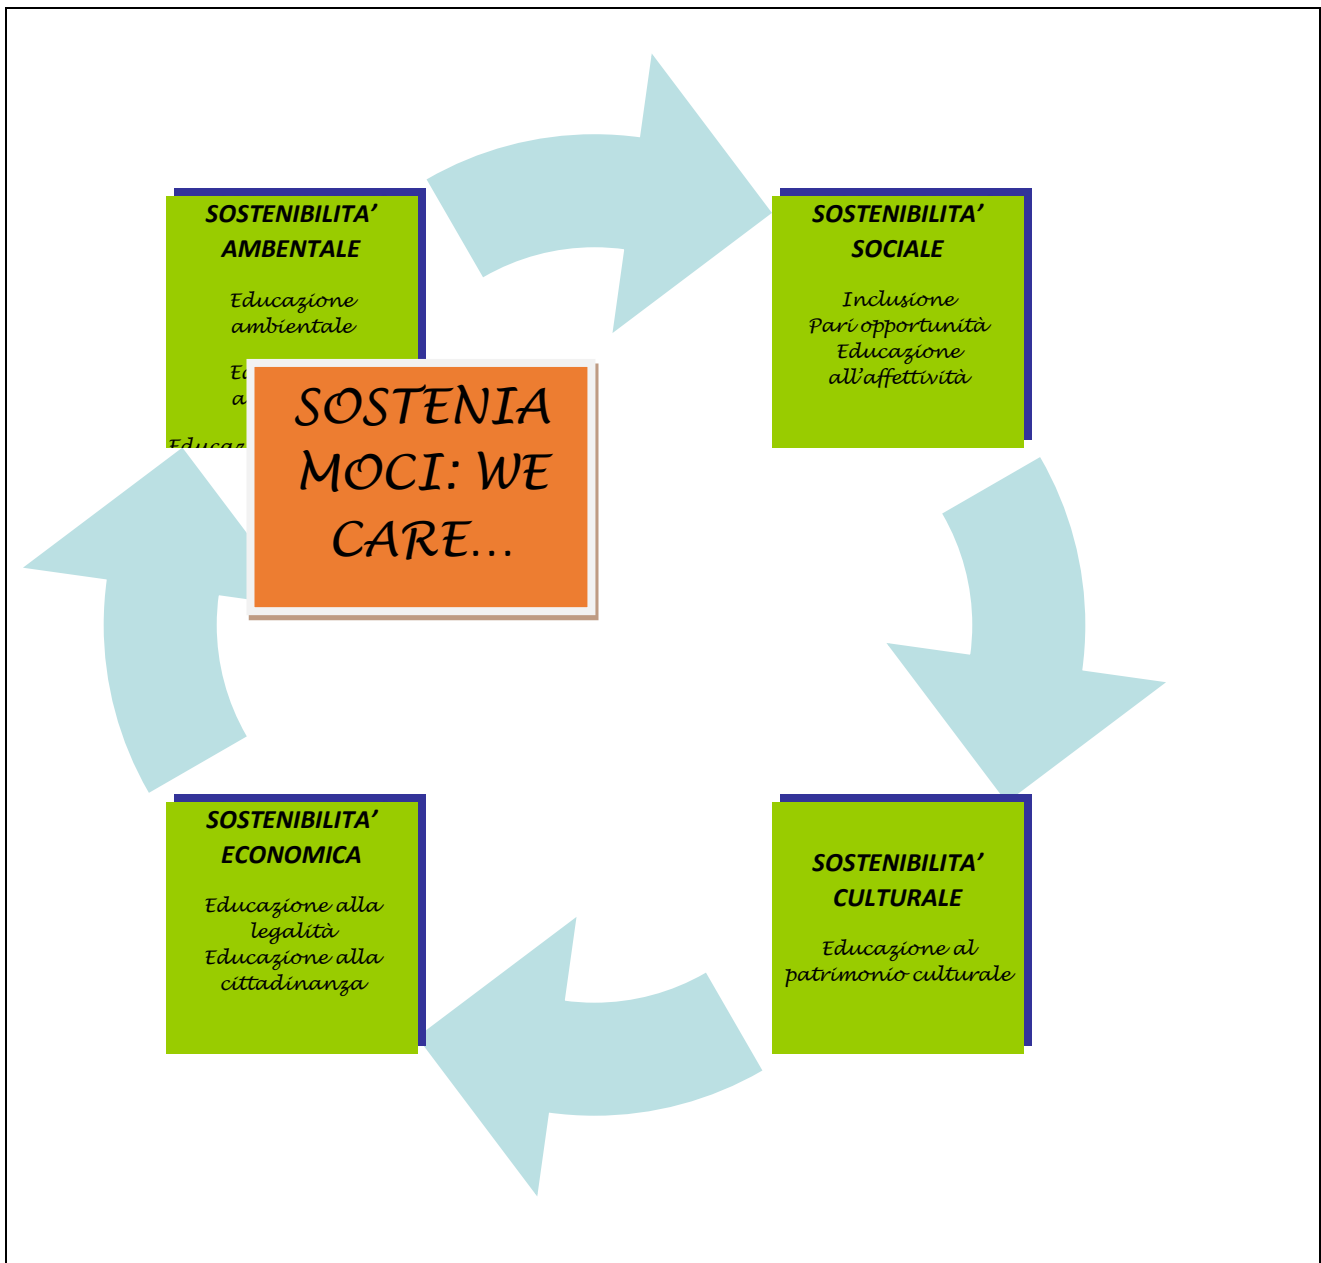 SOSTENIBILITA’
AMBENTALE
Educazione
ambientale
SOSTENIBILITA’
SOCIALE
Inclusione
Pari opportunità
Educazione
all’affettività
SOSTENIA
MOCI: WE
CARE...
SOSTENIBILITA’
ECONOMICA
Educazione alla
legalità
Educazione alla
cittadinanza
SOSTENIBILITA’
CULTURALE
Educazione al
patrimonio culturale